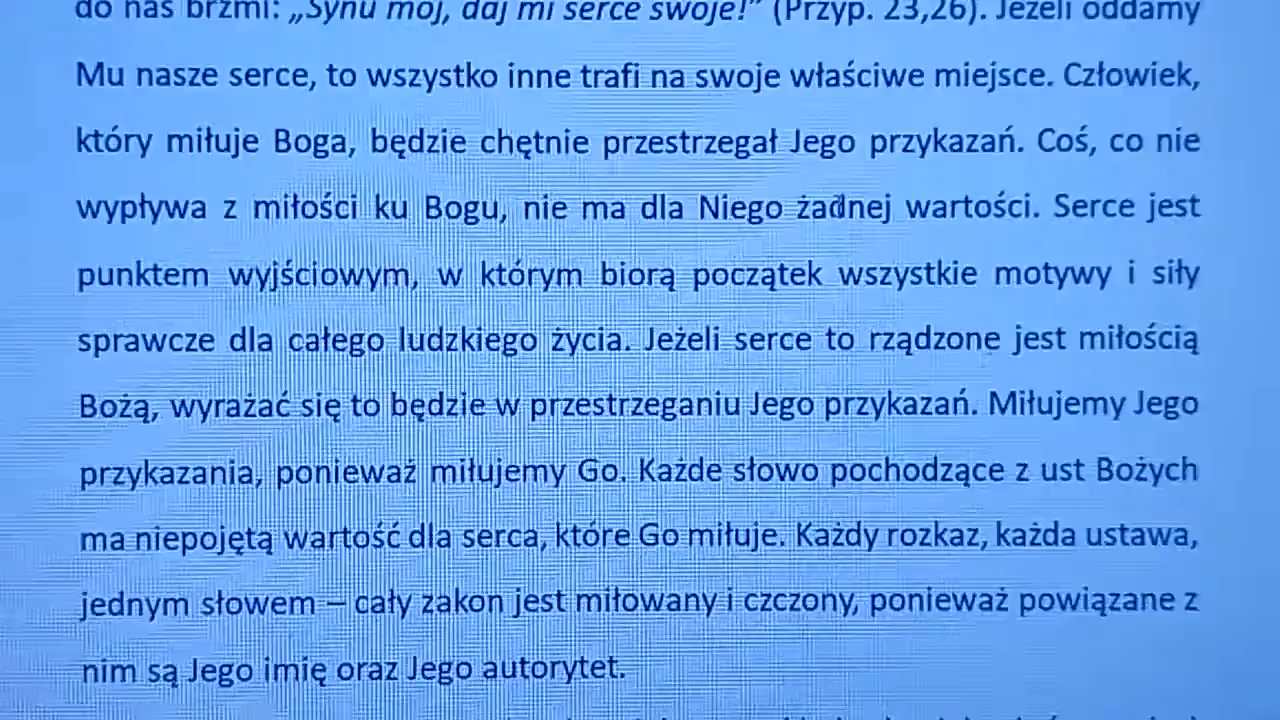 do nas brzmi: „Synu mój, daj mi serce swoje!” (Przyp. 23,26). Jeżeli oddamy
Mu nasze serce, to wszystko inne trafi na swoje właściwe miejsce. Człowiek,
który miłuje Boga, będzie chętnie przestrzegał Jego przykazań. Coś, co nie
wypływa z miłości ku Bogu, nie ma dla Niego żadnej wartości. Serce jest
punktem wyjściowym, w którym biorą początek wszystkie motywy i siły
sprawcze dla całego ludzkiego życia. Jeżeli serce to rządzone jest miłością
Bożą, wyrażać się to będzie w przestrzeganiu Jego przykazań. Miłujemy Jego
przykazania, ponieważ miłujemy Go. Każde słowo pochodzące z ust Bożych
ma niepojętą wartość dla serca, które Go miłuje. Każdy rozkaz, każda ustawa,
jednym słowem – cały zakon jest miłowany i czczony, ponieważ powiązane z
nim są Jego imię oraz Jego autorytet.